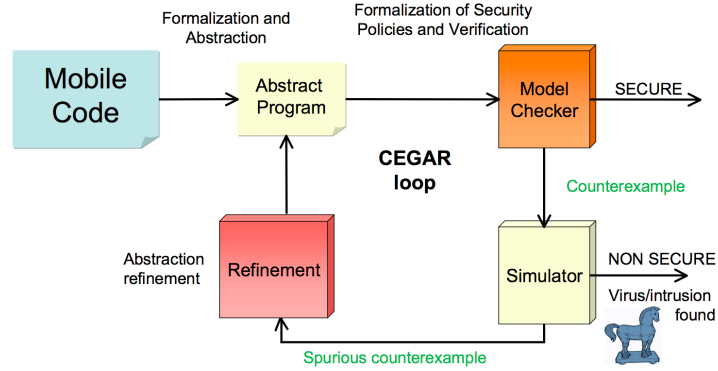 Formalization and
Abstraction
Formalization of Security
Policies and Verification
Mobile
Code
Abstract
Program
Model
Checker
SECURE
CEGAR
loop
Counterexample
Abstraction
refinement
Refinement
Simulator
NON SECURE
Virus/intrusion
found
Spurious counterexample